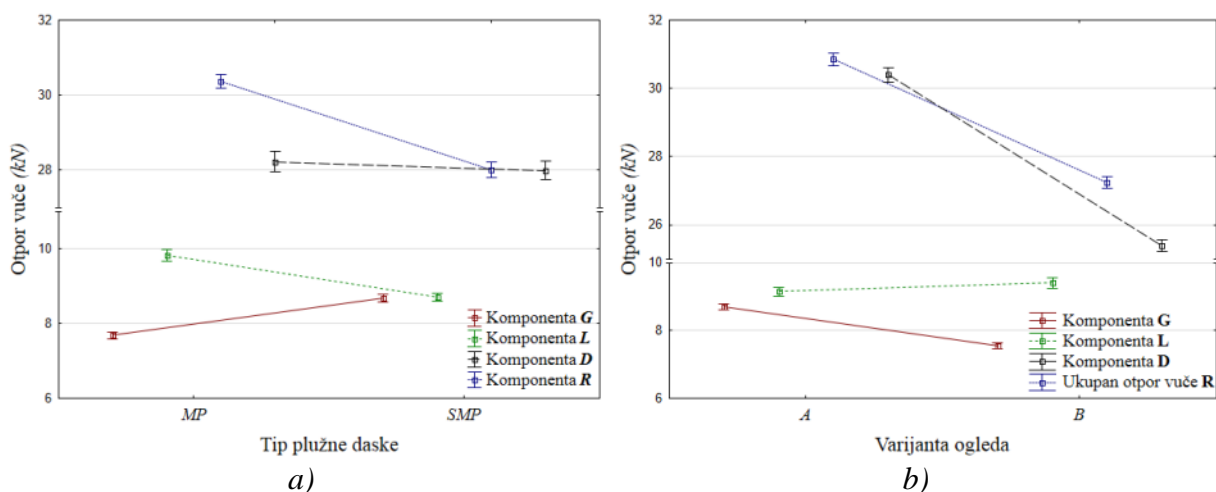 32
30
28
10
8
6
Otpor vuče (kN)
Komponenta G
Komponenta L
Komponenta D
Komponenta R
MP
SMP
Tip plužne daske
a)
32
30
28
26
10
8
6
Otpor vuče (kN)
Komponenta G
Komponenta L
Komponenta D
Ukupan otpor vuče R
A
B
Varijanta ogleda
b)